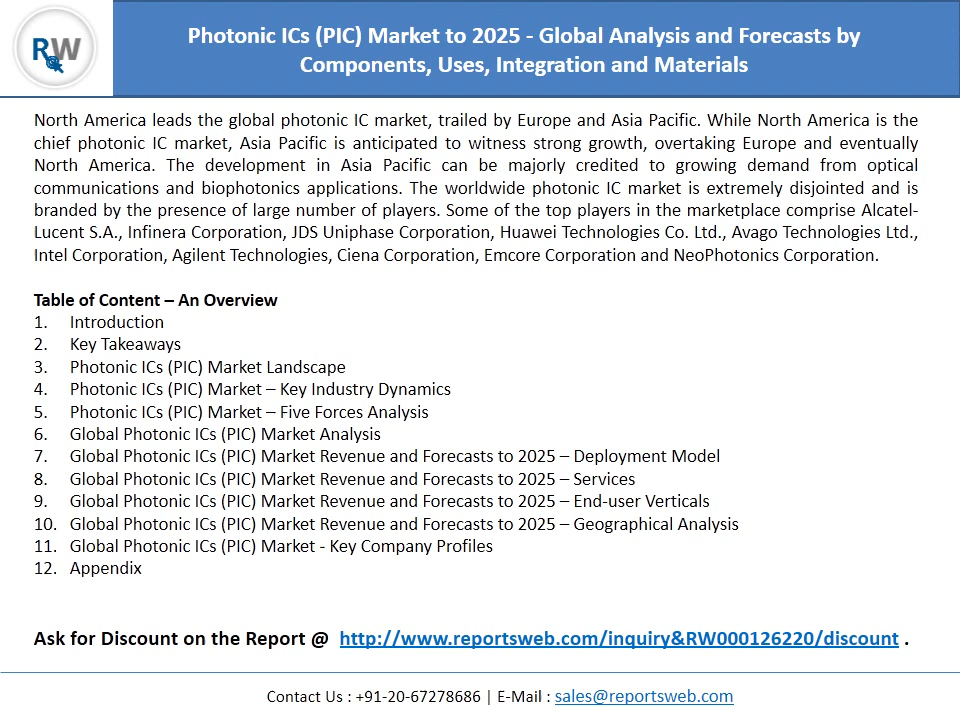 RW
Photonic ICs (PIC) Market to 2025 - Global Analysis and Forecasts by
Components, Uses, Integration and Materials
North America leads the global photonic IC market, trailed by Europe and Asia Pacific. While North America is the
chief photonic IC market, Asia Pacific is anticipated to witness strong growth, overtaking Europe and eventually
North America. The development in Asia Pacific can be majorly credited to growing demand from optical
communications and biophotonics applications. The worldwide photonic IC market is extremely disjointed and is
branded by the presence of large number of players. Some of the top players in the marketplace comprise Alcatel-
Lucent S.A., Infinera Corporation, JDS Uniphase Corporation, Huawei Technologies Co. Ltd., Avago Technologies Ltd.,
Intel Corporation, Agilent Technologies, Ciena Corporation, Emcore Corporation and NeoPhotonics Corporation.
Table of Content – An Overview
1. Introduction
2. Key Takeaways
3. Photonic ICs (PIC) Market Landscape
4. Photonic ICs (PIC) Market – Key Industry Dynamics
5. Photonic ICs (PIC) Market – Five Forces Analysis
6. Global Photonic ICs (PIC) Market Analysis
7. Global Photonic ICs (PIC) Market Revenue and Forecasts to 2025 – Deployment Model
8. Global Photonic ICs (PIC) Market Revenue and Forecasts to 2025 – Services
9. Global Photonic ICs (PIC) Market Revenue and Forecasts to 2025 – End-user Verticals
10. Global Photonic ICs (PIC) Market Revenue and Forecasts to 2025 – Geographical Analysis
11. Global Photonic ICs (PIC) Market - Key Company Profiles
12. Appendix
Ask for Discount on the Report @ http://www.reportsweb.com/inquiry&RW000126220/discount .
Contact Us : +91-20-67278686 | E-Mail : sales@reportsweb.com